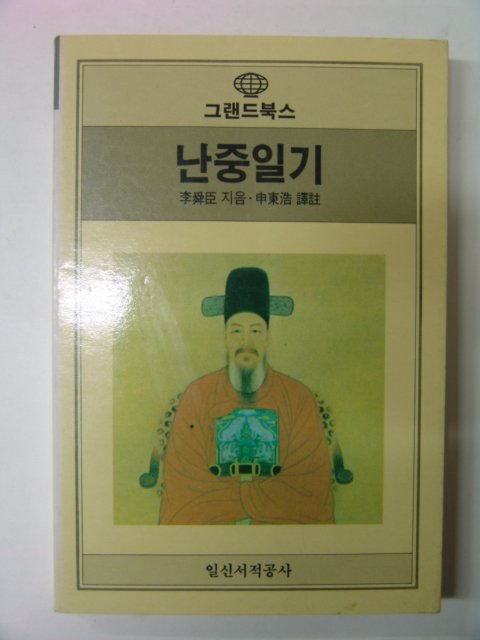 그랜드북스
난중일기
李舜臣 지음·申東浩 譯註
일신서적공사